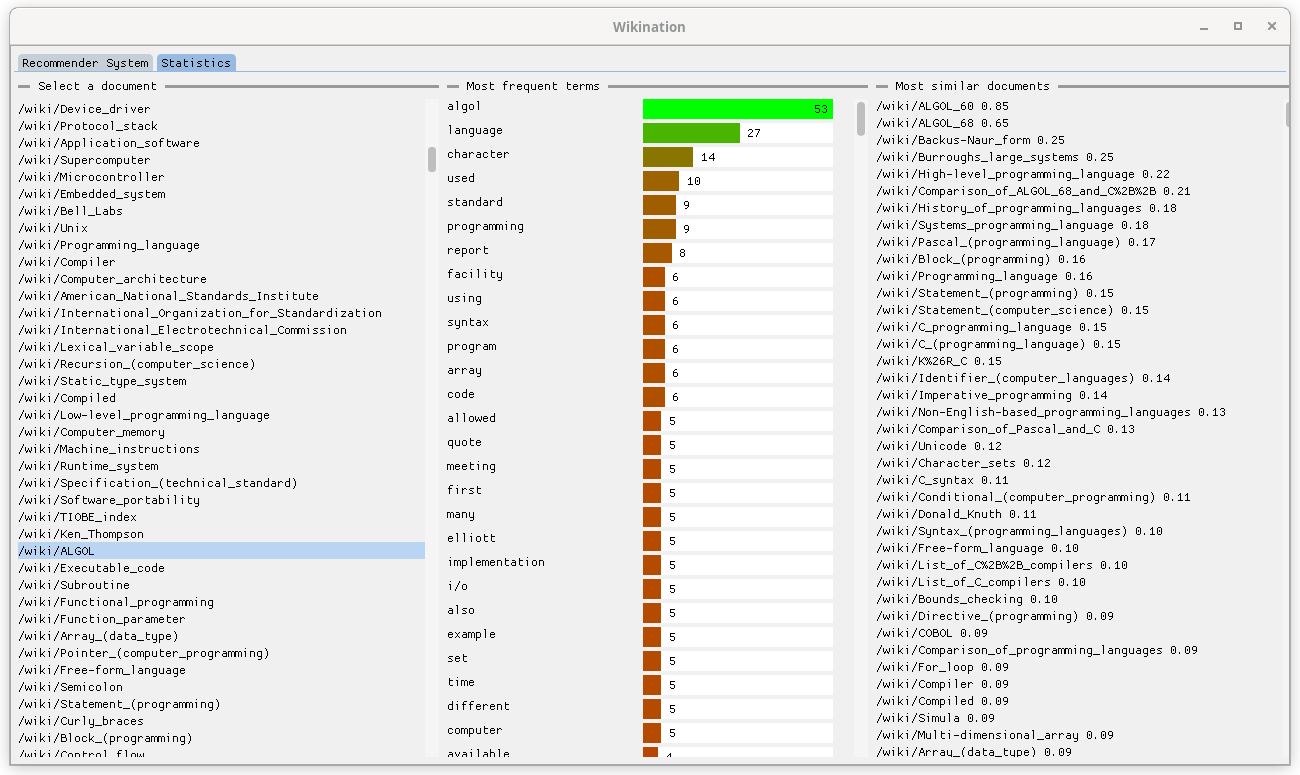 Wikination
Recommender System
Statistics
Select a document
/wiki/Device_driver
/wiki/Protocol_stack
/wiki/Application_software
/wiki/Supercomputer
/wiki/Microcontroller
/wiki/Embedded_system
/wiki/Bell_Labs
/wiki/Unix
/wiki/Programming_language
/wiki/Compiler
/wiki/Computer_architecture
/wiki/American_National_Standards_Institute
/wiki/International_Organization_for_Standardization
/wiki/International_Electrotechnical_Commission
/wiki/Lexical_variable_scope
/wiki/Recursion_(computer_science)
/wiki/Static_type_system
/wiki/Compiled
/wiki/Low-level_programming_language
/wiki/Computer_memory
/wiki/Machine_instructions
/wiki/Runtime_system
/wiki/Specification_(technical_standard)
/wiki/Software_portability
/wiki/TIOBE_index
/wiki/Ken_Thompson
/wiki/ALGOL
/wiki/Executable_code
/wiki/Subroutine
/wiki/Functional_programming
/wiki/Function_parameter
/wiki/Array_(data_type)
/wiki/Pointer_(computer_programming)
/wiki/Free-form_language
/wiki/Semicolon
/wiki/Statement_(programming)
/wiki/Curly_braces
/wiki/Block_(programming)
/wiki/Control_flow
Most frequent terms
algol 53
language 27
character 14
used 10
standard 9
programming 9
report 8
facility 6
using 6
syntax 6
program 6
array 6
code 6
allowed 5
quote 5
meeting 5
first 5
many 5
elliott 5
implementation 5
i/o 5
also 5
example 5
set 5
time 5
different 5
computer 5
available 4
Most similar documents
/wiki/ALGOL_60 0.85
/wiki/ALGOL_68 0.65
/wiki/Backus-Naur_form 0.25
/wiki/Burroughs_large_systems 0.25
/wiki/High-level_programming_language 0.22
/wiki/Comparison_of_ALGOL_68_and_C%2B%2B 0.21
/wiki/History_of_programming_languages 0.18
/wiki/Systems_programming_language 0.18
/wiki/Pascal_(programming_language) 0.17
/wiki/Block_(programming) 0.16
/wiki/Programming_language 0.16
/wiki/Statement_(programming) 0.15
/wiki/Statement_(computer_science) 0.15
/wiki/C_programming_language 0.15
/wiki/C_(programming_language) 0.15
/wiki/K%26R_C 0.15
/wiki/Identifier_(computer_languages) 0.14
/wiki/Imperative_programming 0.14
/wiki/Non-English-based_programming_languages 0.13
/wiki/Comparison_of_Pascal_and_C 0.13
/wiki/Unicode 0.12
/wiki/Character_sets 0.12
/wiki/C_syntax 0.11
/wiki/Conditional_(computer_programming) 0.11
/wiki/Donald_Knuth 0.11
/wiki/Syntax_(programming_languages) 0.10
/wiki/Free-form_language 0.10
/wiki/List_of_C%2B%2B_compilers 0.10
/wiki/List_of_C_compilers 0.10
/wiki/Bounds_checking 0.10
/wiki/Directive_(programming) 0.09
/wiki/COBOL 0.09
/wiki/Comparison_of_programming_languages 0.09
/wiki/For_loop 0.09
/wiki/Compiler 0.09
/wiki/Compiled 0.09
/wiki/Simula 0.09
/wiki/Multi-dimensional_array 0.09
/wiki/Array_(data_type) 0.09